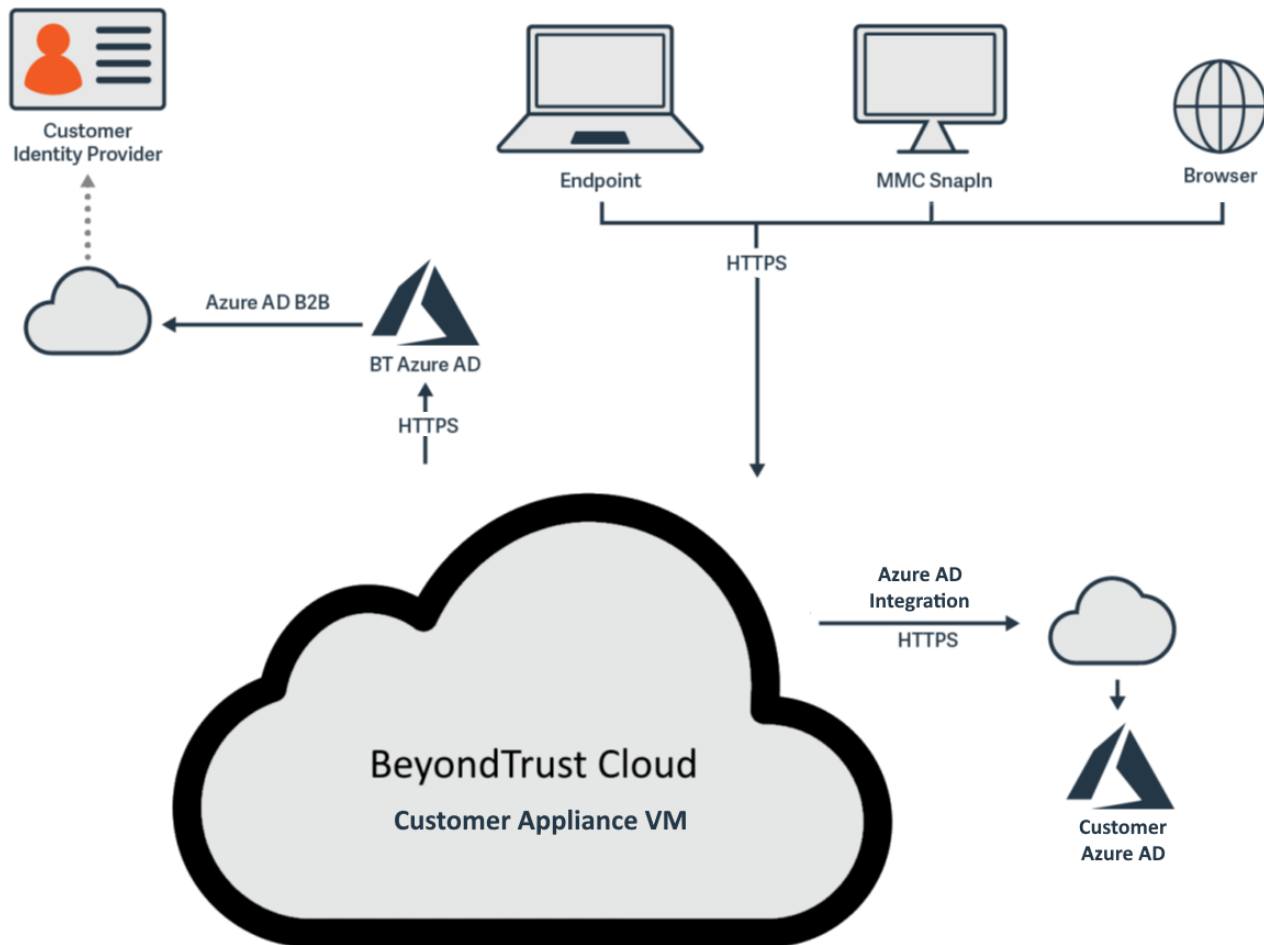 Customer
Identity Provider
Endpoint
MMC SnapIn
Browser
HTTPS
Azure AD B2B
BT Azure AD
HTTPS
Azure AD
Integration
HTTPS
BeyondTrust Cloud
Customer Appliance VM
Customer
Azure AD